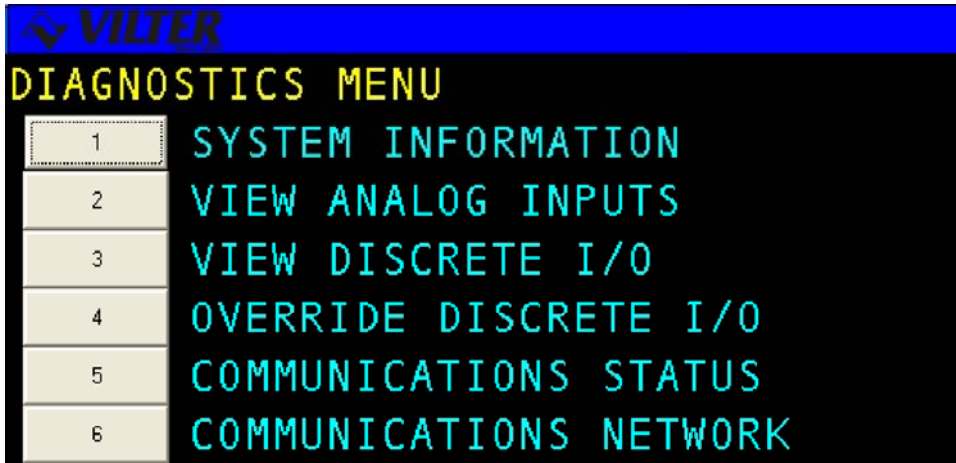 VILTER
DIAGNOSTICS MENU
1 SYSTEM INFORMATION
2 VIEW ANALOG INPUTS
3 VIEW DISCRETE I/O
4 OVERRIDE DISCRETE I/O
5 COMMUNICATIONS STATUS
6 COMMUNICATIONS NETWORK